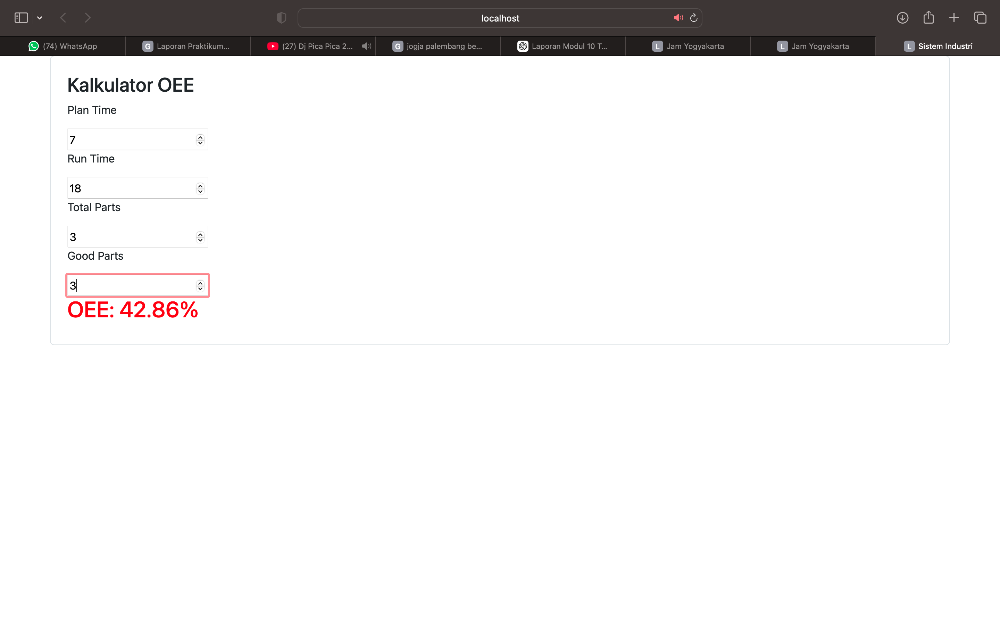 localhost
(74) WhatsApp
G Laporan Praktikum...
(27) Dj Pica Pica 2...
G jogja palembang be...
Laporan Modul 10 T...
L Jam Yogyakarta
L Jam Yogyakarta
L Sistem Industri
Kalkulator OEE
Plan Time
7
Run Time
18
Total Parts
3
Good Parts
3
OEE: 42.86%